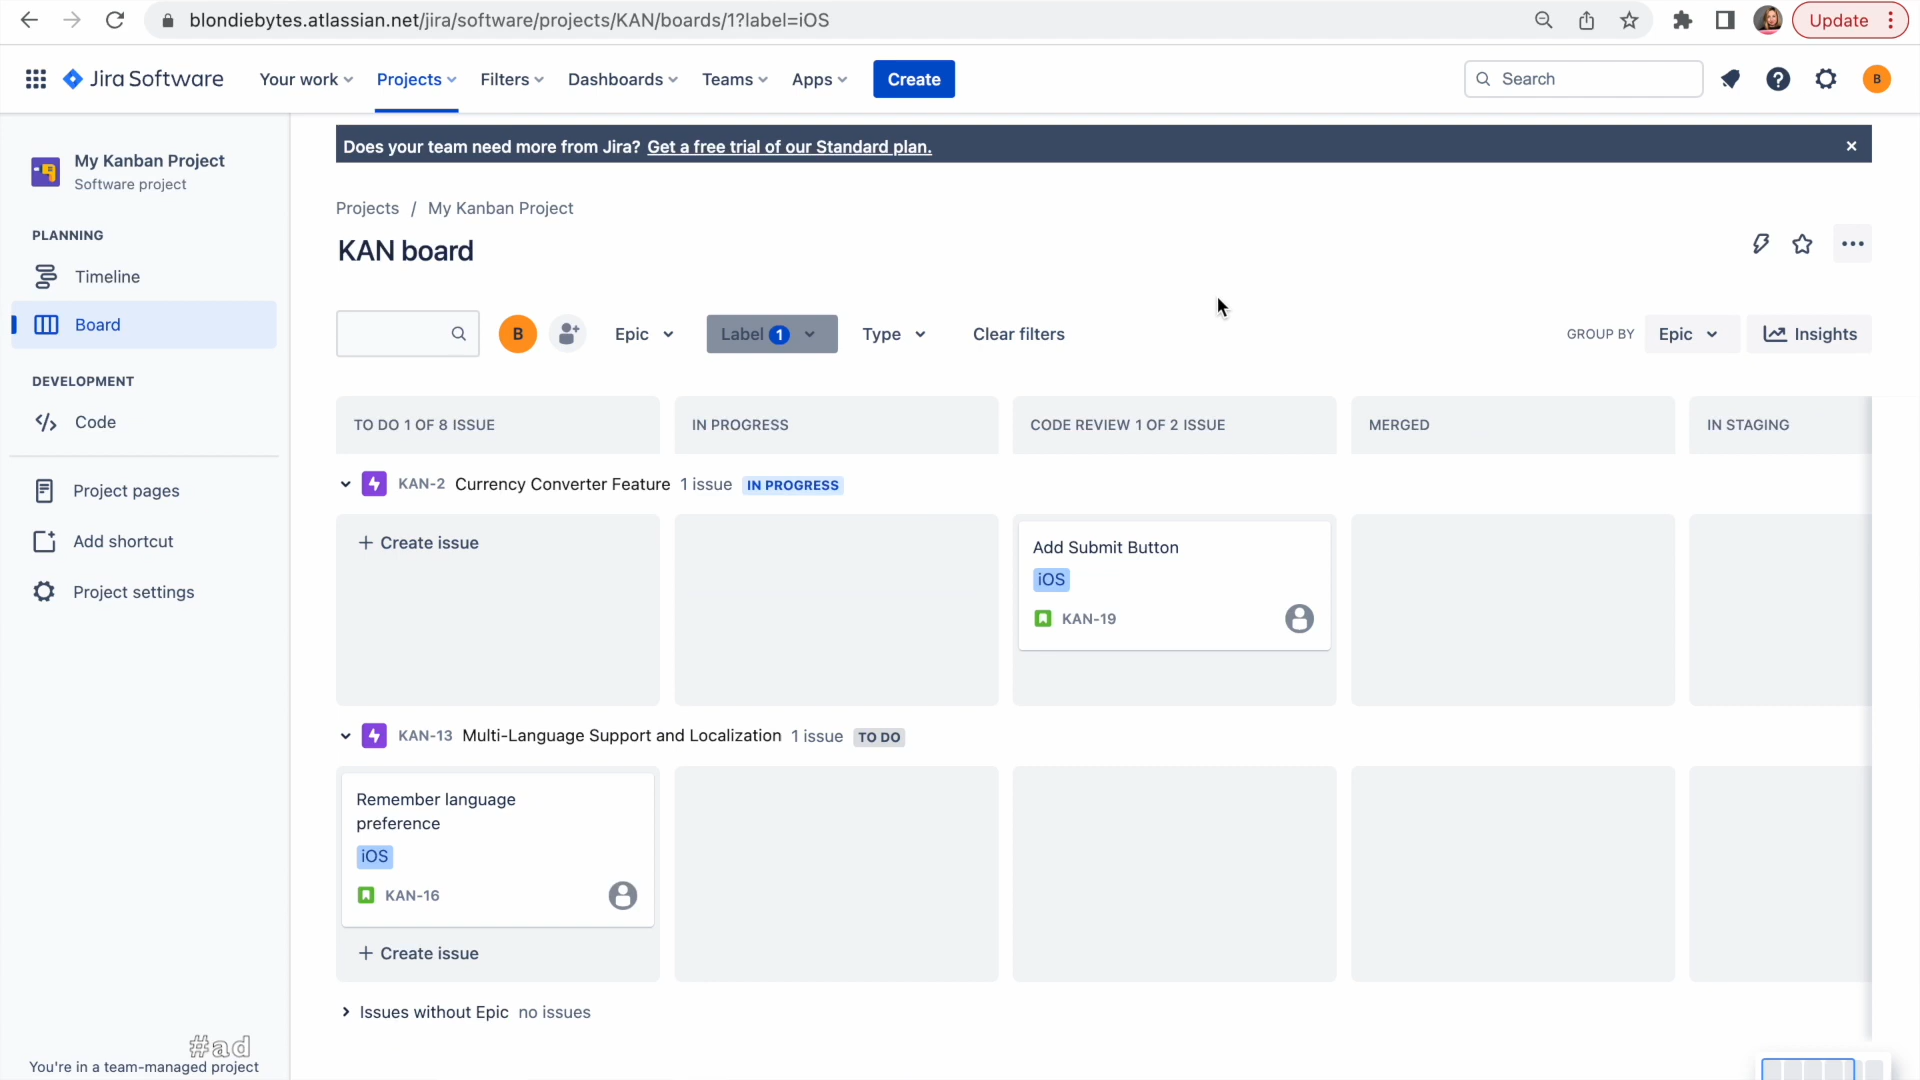 blondiebytes.atlassian.net/jira/software/projects/KAN/boards/1?label=iOS
Update
Jira Software
Your work
Projects
Filters
Dashboards
Teams
Apps
Create
Search
B
My Kanban Project
Software project
PLANNING
Timeline
Board
DEVELOPMENT
Code
Project pages
Add shortcut
Project settings
#ad
You're in a team-managed project
Does your team need more from Jira? Get a free trial of our Standard plan.
Projects / My Kanban Project
KAN board
B
Epic
Label 1
Type
Clear filters
GROUP BY
Epic
Insights
TO DO 1 OF 8 ISSUE
IN PROGRESS
CODE REVIEW 1 OF 2 ISSUE
MERGED
IN STAGING
KAN-2 Currency Converter Feature 1 issue IN PROGRESS
+ Create issue
Add Submit Button
iOS
KAN-19
KAN-13 Multi-Language Support and Localization 1 issue TO DO
Remember language
preference
iOS
KAN-16
+ Create issue
Issues without Epic no issues